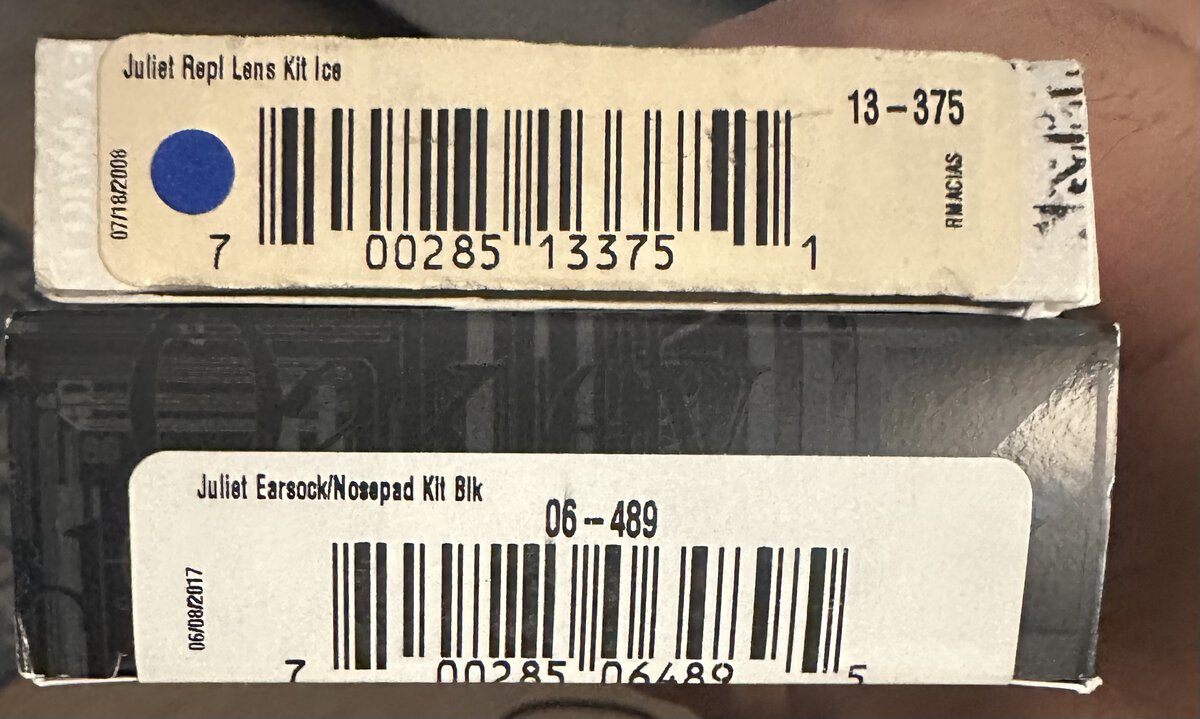 Juliet Repl Lens Kit Ice
13-375
07/18/2008
RMACIAS
7 00285 13375 1
Oakley
Juliet Earsock/Nosepad Kit Blk
06-489
06/08/2017
7 00285 06489 5